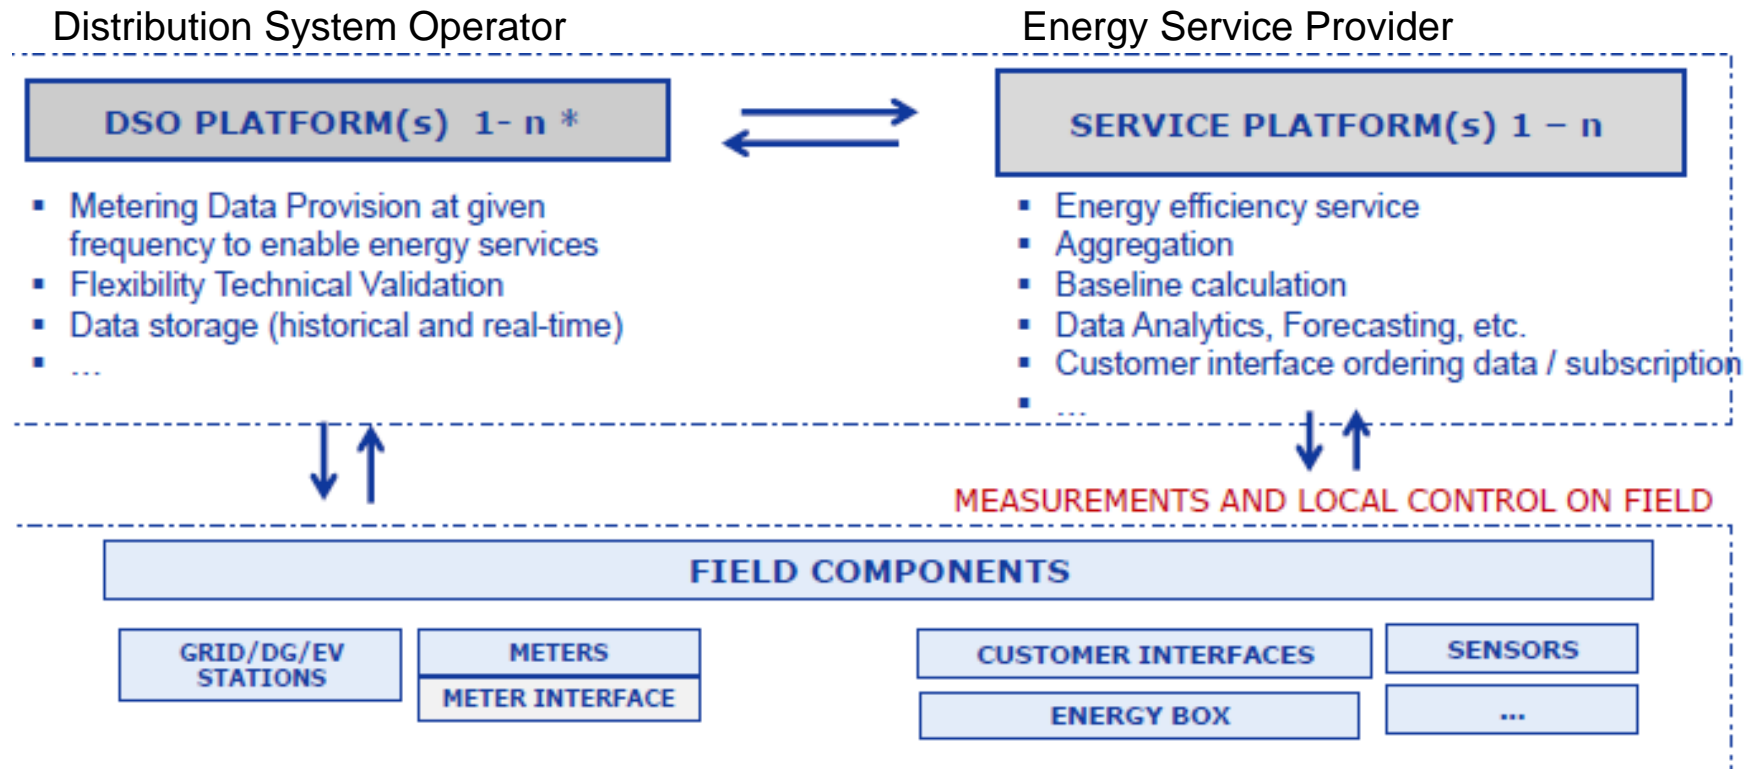 Distribution System Operator
Energy Service Provider
DSO PLATFORM(s) 1- n *
SERVICE PLATFORM(s) 1 – n
▪ Metering Data Provision at given
frequency to enable energy services
▪ Flexibility Technical Validation
▪ Data storage (historical and real-time)
▪ ...
▪ Energy efficiency service
▪ Aggregation
▪ Baseline calculation
▪ Data Analytics, Forecasting, etc.
▪ Customer interface ordering data / subscription
▪ ...
MEASUREMENTS AND LOCAL CONTROL ON FIELD
FIELD COMPONENTS
GRID/DG/EV
STATIONS
METERS
METER INTERFACE
CUSTOMER INTERFACES
ENERGY BOX
SENSORS
...